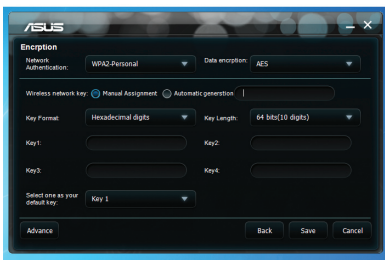 ASUS
Encrption
Network Authentication: WPA2-Personal Data encrption: AES
Wireless network key: Manual Assignment Automatic generstion
Key Format: Hexadecimal digits Key Length: 64 bits(10 digits)
Key1: Key2:
Key3: Key4:
Select one as your default key: Key 1
Advance Back Save Cancel